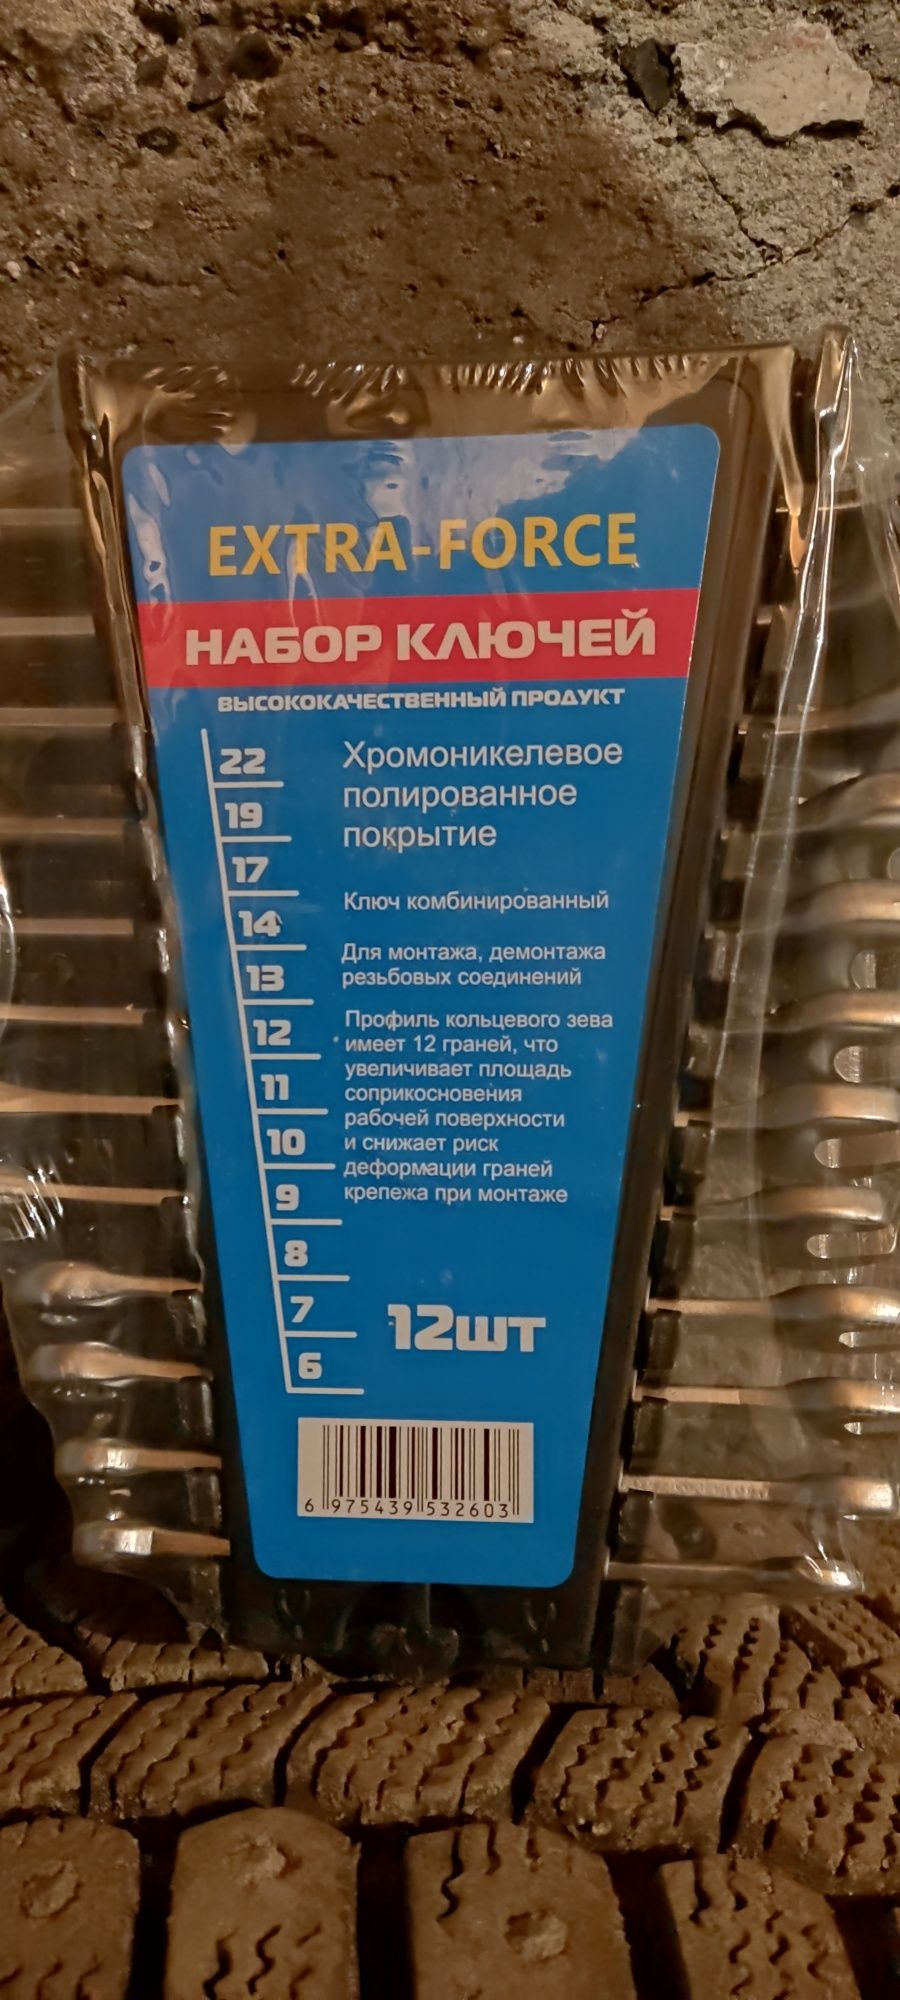 EXTRA-FORCE
НАБОР КЛЮЧЕЙ
ВЫСОКОКАЧЕСТВЕННЫЙ ПРОДУКТ
22
19
17
14
13
12
11
10
9
8
7
6
Хромоникелевое
полированное
покрытие
Ключ комбинированный
Для монтажа, демонтажа
резьбовых соединений
Профиль кольцевого зева
имеет 12 граней, что
увеличивает площадь
соприкосновения
рабочей поверхности
и снижает риск
деформации граней
крепежа при монтаже
12шт
6 975439 532603